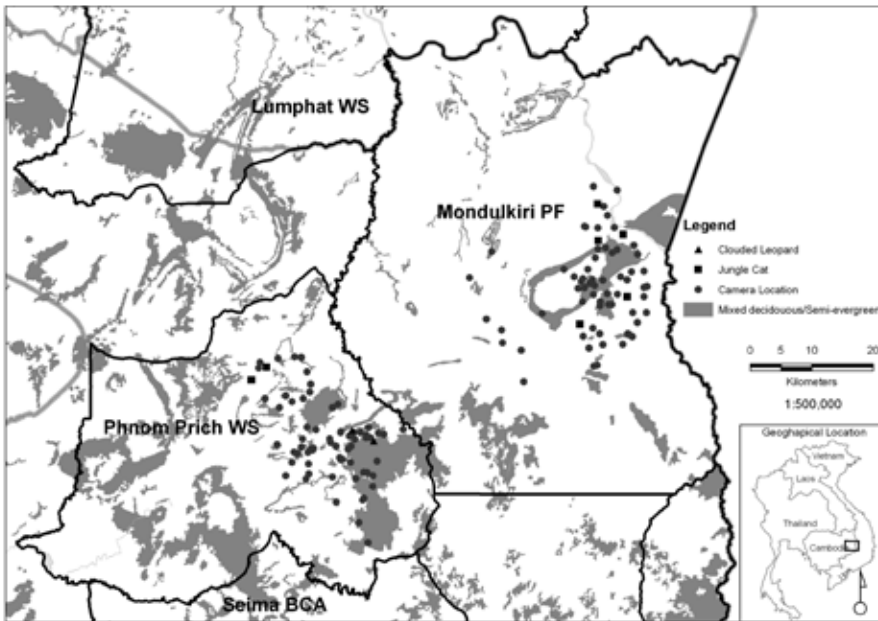 Lumphat WS
Mondulkiri PF
Phnom Prich WS
Seima BCA
Legend
Clouded Leopard
Jungle Cat
Camera Location
Mixed decidouous/Semi-evergreen
0 5 10 20
Kilometers
1:500,000
Geoghapical Location
Vietnam
Laos
Thailand
Cambodia